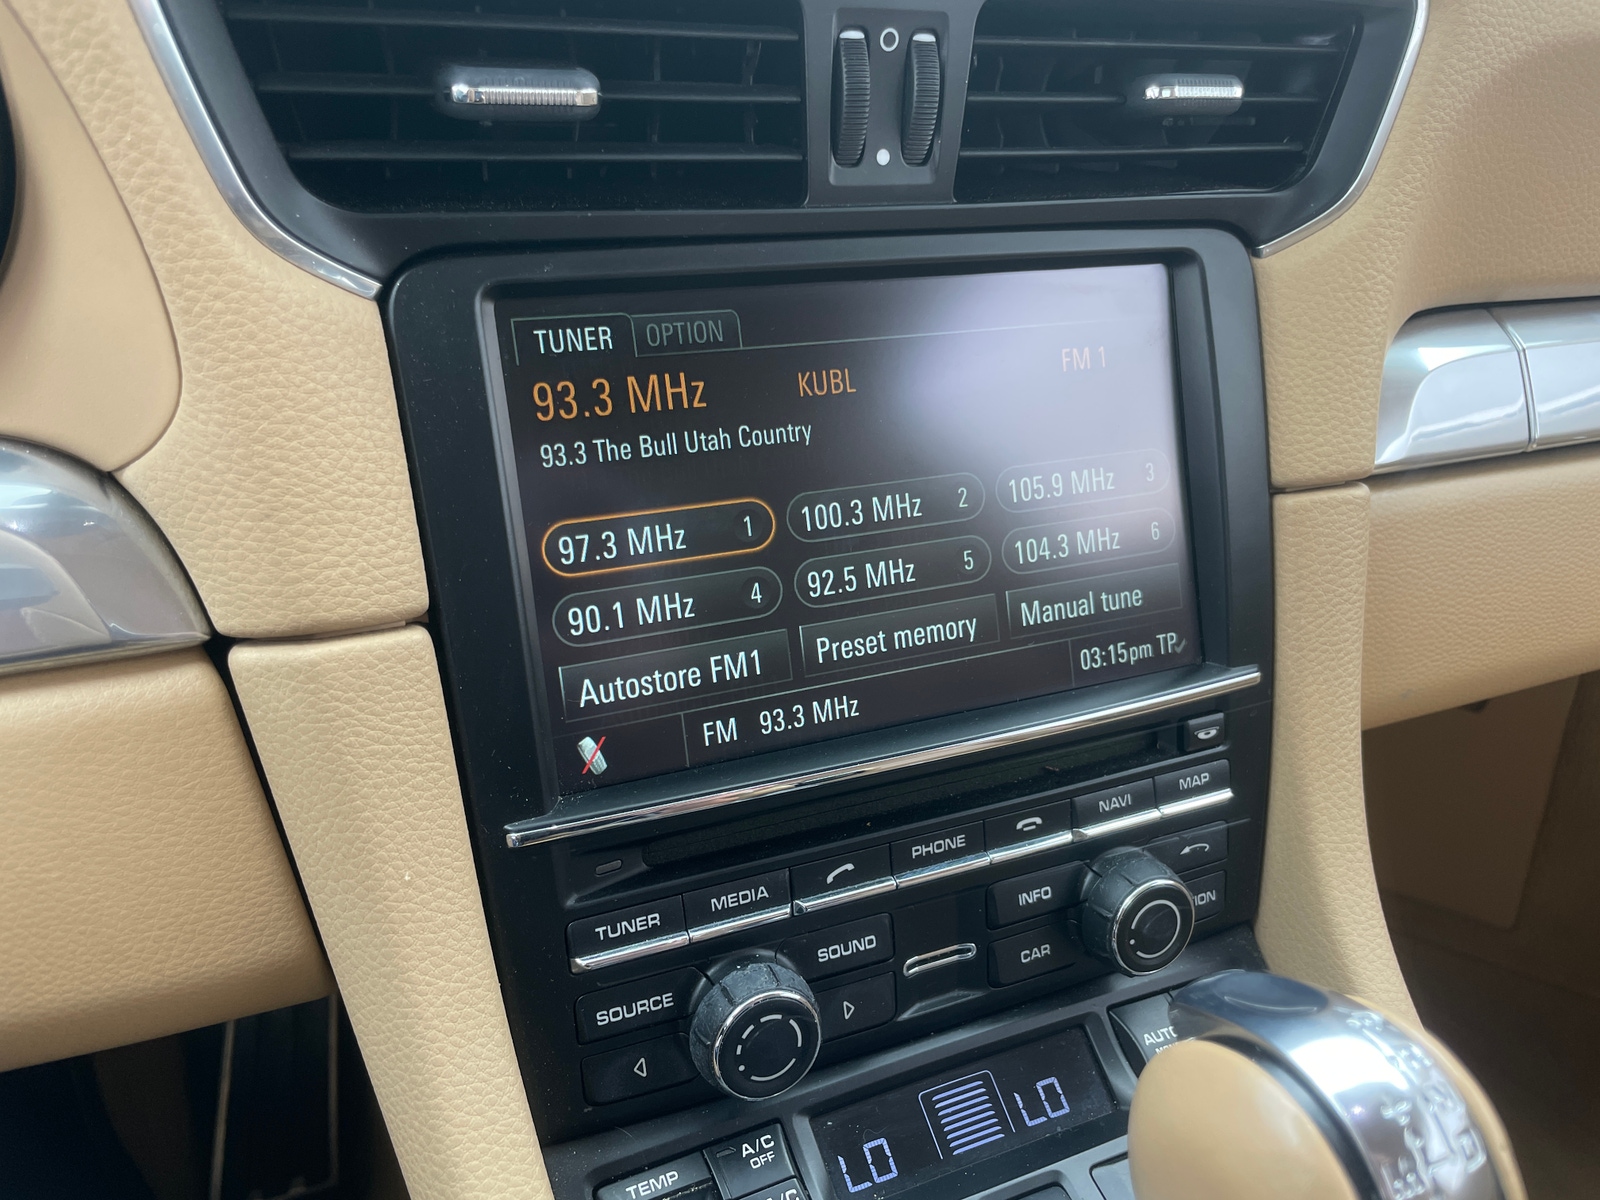 TUNER OPTION
93.3 MHz KUBL FM 1
93.3 The Bull Utah Country
97.3 MHz 1 100.3 MHz 2 105.9 MHz 3
90.1 MHz 4 92.5 MHz 5 104.3 MHz 6
Autostore FM1 Preset memory Manual tune
FM 93.3 MHz 03:15pm TP
TUNER MEDIA PHONE NAVI MAP
SOURCE SOUND INFO
CAR
LO LO
TEMP A/C OFF
A/C